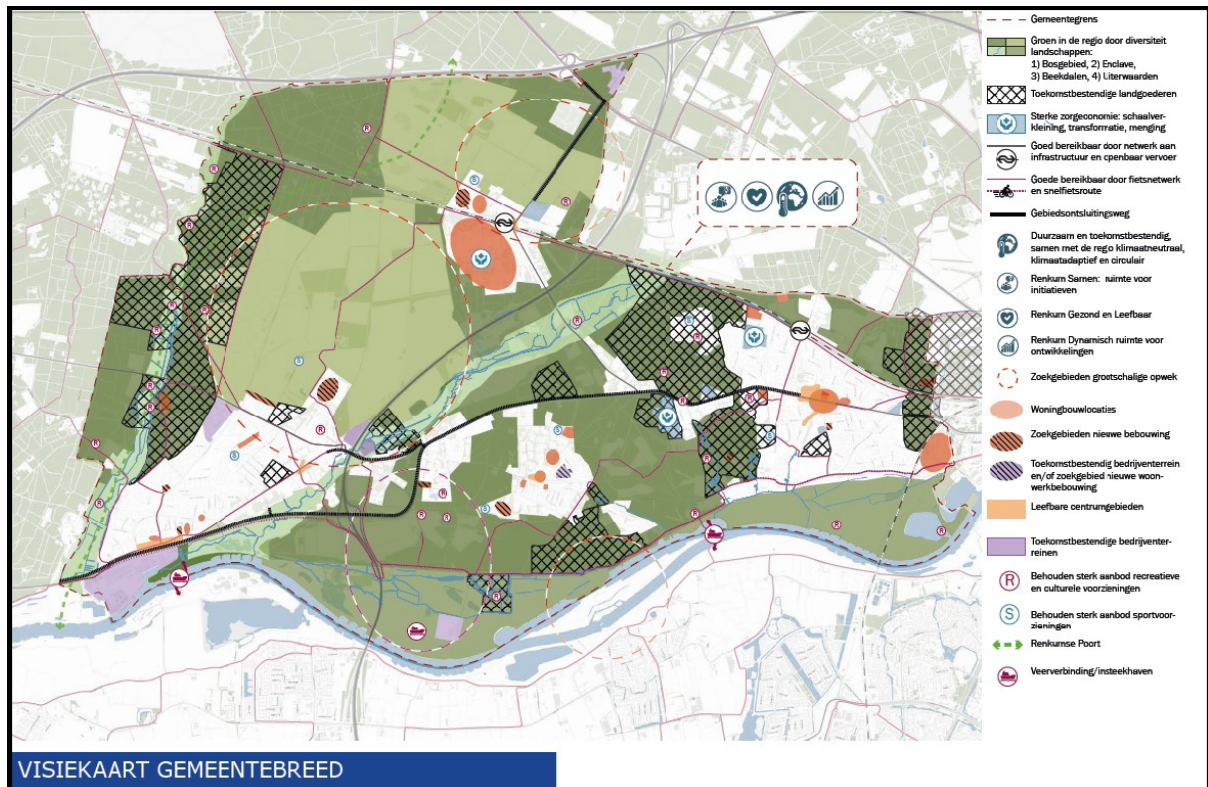 Gemeentegrens
Groen in de regio door diversiteit
landschappen:
1) Bosgebied, 2) Enclave,
3) Beekdalen, 4) Uiterwaarden
Toekomstbestendige landgoederen
Sterke zorgeconomie: schaalver-
kleining, transformatie, menging
Goed bereikbaar door netwerk aan
infrastructuur en openbaar vervoer
Goede bereikbaar door fietsnetwerk
en snelfietsroute
Gebiedsontsluitingsweg
Duurzaam en toekomstbestendig,
samen met de regio klimaatneutraal,
klimaatadaptief en circulair
Renkum Samen: ruimte voor
initiatieven
Renkum Gezond en Leefbaar
Renkum Dynamisch ruimte voor
ontwikkelingen
Zoekgebieden grootschalige opwek
Woningbouwlocaties
Zoekgebieden nieuwe bebouwing
Toekomstbestendig bedrijventerrein
en/of zoekgebied nieuwe woon-
werkbebouwing
Leefbare centrumgebieden
Toekomstbestendige bedrijventer-
reinen
R
Behouden sterk aanbod recreatieve
en culturele voorzieningen
S
Behouden sterk aanbod sportvoor-
zieningen
Renkumse Poort
Veerverbinding/insteekhaven
VISIEKAART GEMEENTEBREED